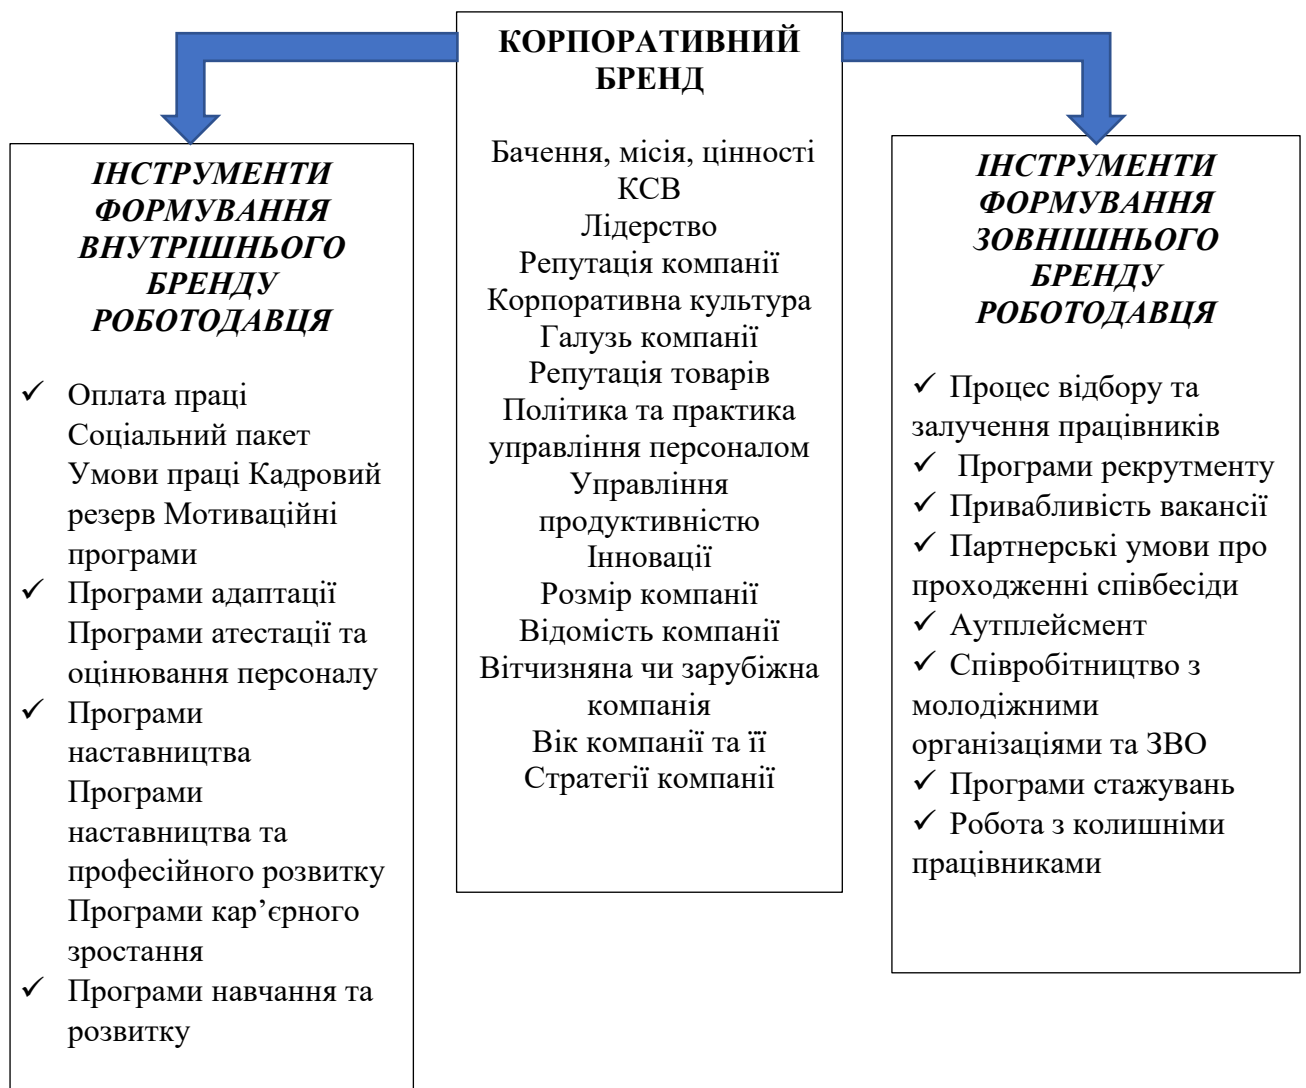 КОРПОРАТИВНИЙ
БРЕНД
Бачення, місія, цінності
КСВ
Лідерство
Репутація компанії
Корпоративна культура
Галузь компанії
Репутація товарів
Політика та практика
управління персоналом
Управління
продуктивністю
Інновації
Розмір компанії
Відомість компанії
Вітчизняна чи зарубіжна
компанія
Вік компанії та її
Стратегії компанії
ІНСТРУМЕНТИ
ФОРМУВАННЯ
ВНУТРІШНЬОГО
БРЕНДУ
РОБОТОДАВЦЯ
✓ Оплата праці
Соціальний пакет
Умови праці Кадровий
резерв Мотиваційні
програми
✓ Програми адаптації
Програми атестації та
оцінювання персоналу
✓ Програми
наставництва
Програми
наставництва та
професійного розвитку
Програми кар’єрного
зростання
✓ Програми навчання та
розвитку
ІНСТРУМЕНТИ
ФОРМУВАННЯ
ЗОВНІШНЬОГО
БРЕНДУ
РОБОТОДАВЦЯ
✓ Процес відбору та
залучення працівників
✓ Програми рекрутменту
✓ Привабливість вакансії
✓ Партнерські умови про
проходженні співбесіди
✓ Аутплейсмент
✓ Співробітництво з
молодіжними
організаціями та ЗВО
✓ Програми стажувань
✓ Робота з колишніми
працівниками